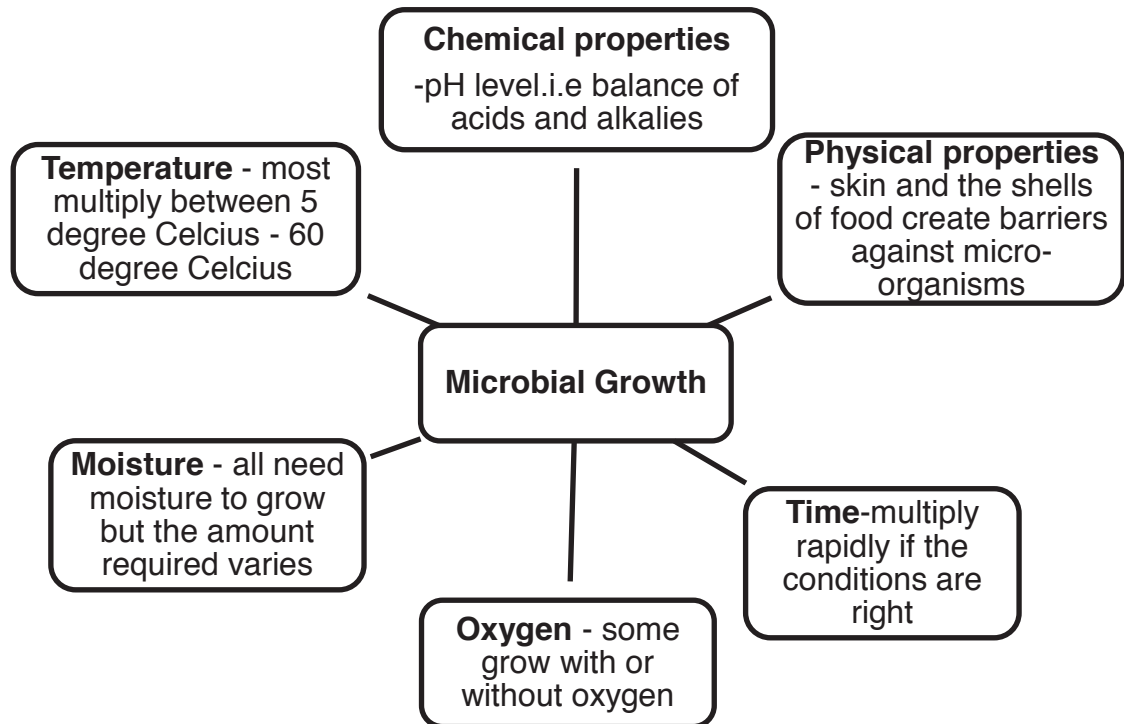 Chemical properties
-pH level.i.e balance of
acids and alkalies
Temperature - most
multiply between 5
degree Celcius - 60
degree Celcius
Physical properties
- skin and the shells
of food create barriers
against micro-
organisms
Microbial Growth
Moisture - all need
moisture to grow
but the amount
required varies
Time-multiply
rapidly if the
conditions are
right
Oxygen - some
grow with or
without oxygen